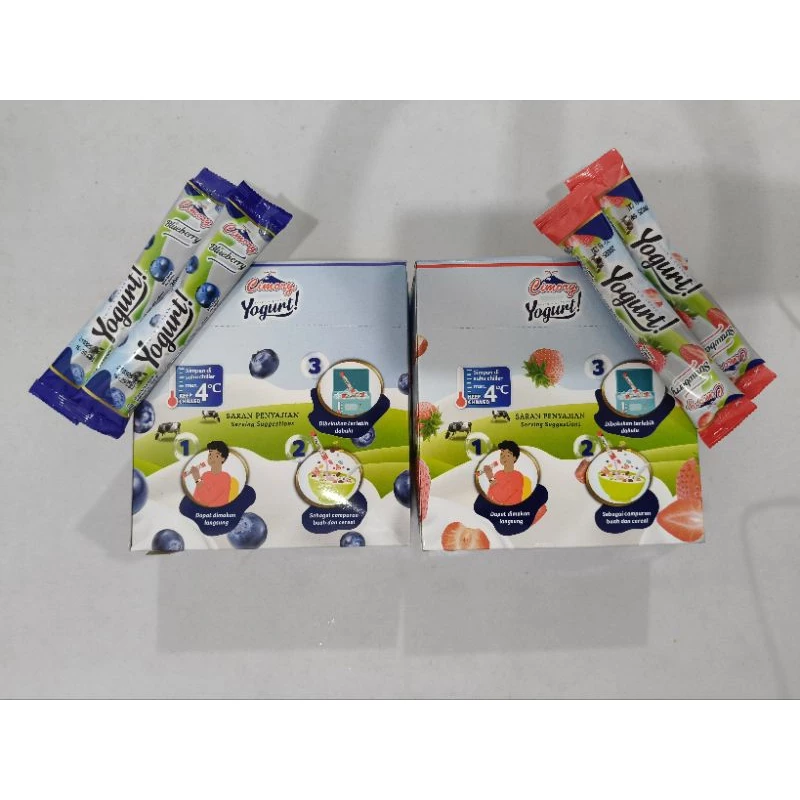 Cimory
Blueberry
Yogurt!
Cimory
Blueberry
Yogurt!
Cimory
Yogurt!
3
Simpan di
suhu chiller
4°C
KEEP
CHILLED
SARAN PENYAJIAN
Serving Suggestions
Dibekukan terlebih
dahulu
1
2
Dapat dimakan
langsung
Sebagai campuran
buah dan cereal
Cimory
Yogurt!
3
Simpan di
suhu chiller
4°C
KEEP
CHILLED
SARAN PENYAJIAN
Serving Suggestions
Dibekukan terlebih
dahulu
1
2
Dapat dimakan
langsung
Sebagai campuran
buah dan cereal
Yogurt!
Strawberry
Cimory
Yogurt!
Strawberry
Cimory